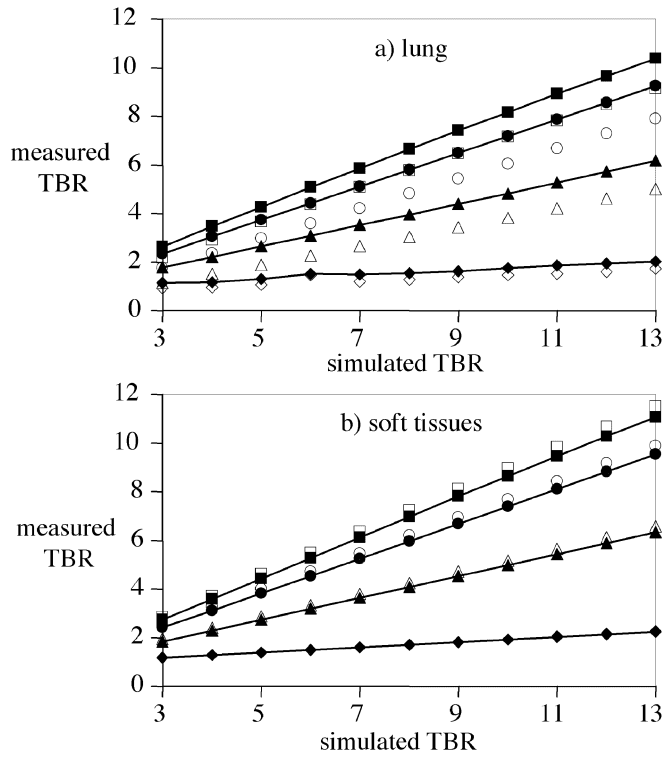 a) lung
measured
TBR
12
10
8
6
4
2
0
3 5 7 9 11 13
simulated TBR
b) soft tissues
measured
TBR
12
10
8
6
4
2
0
3 5 7 9 11 13
simulated TBR